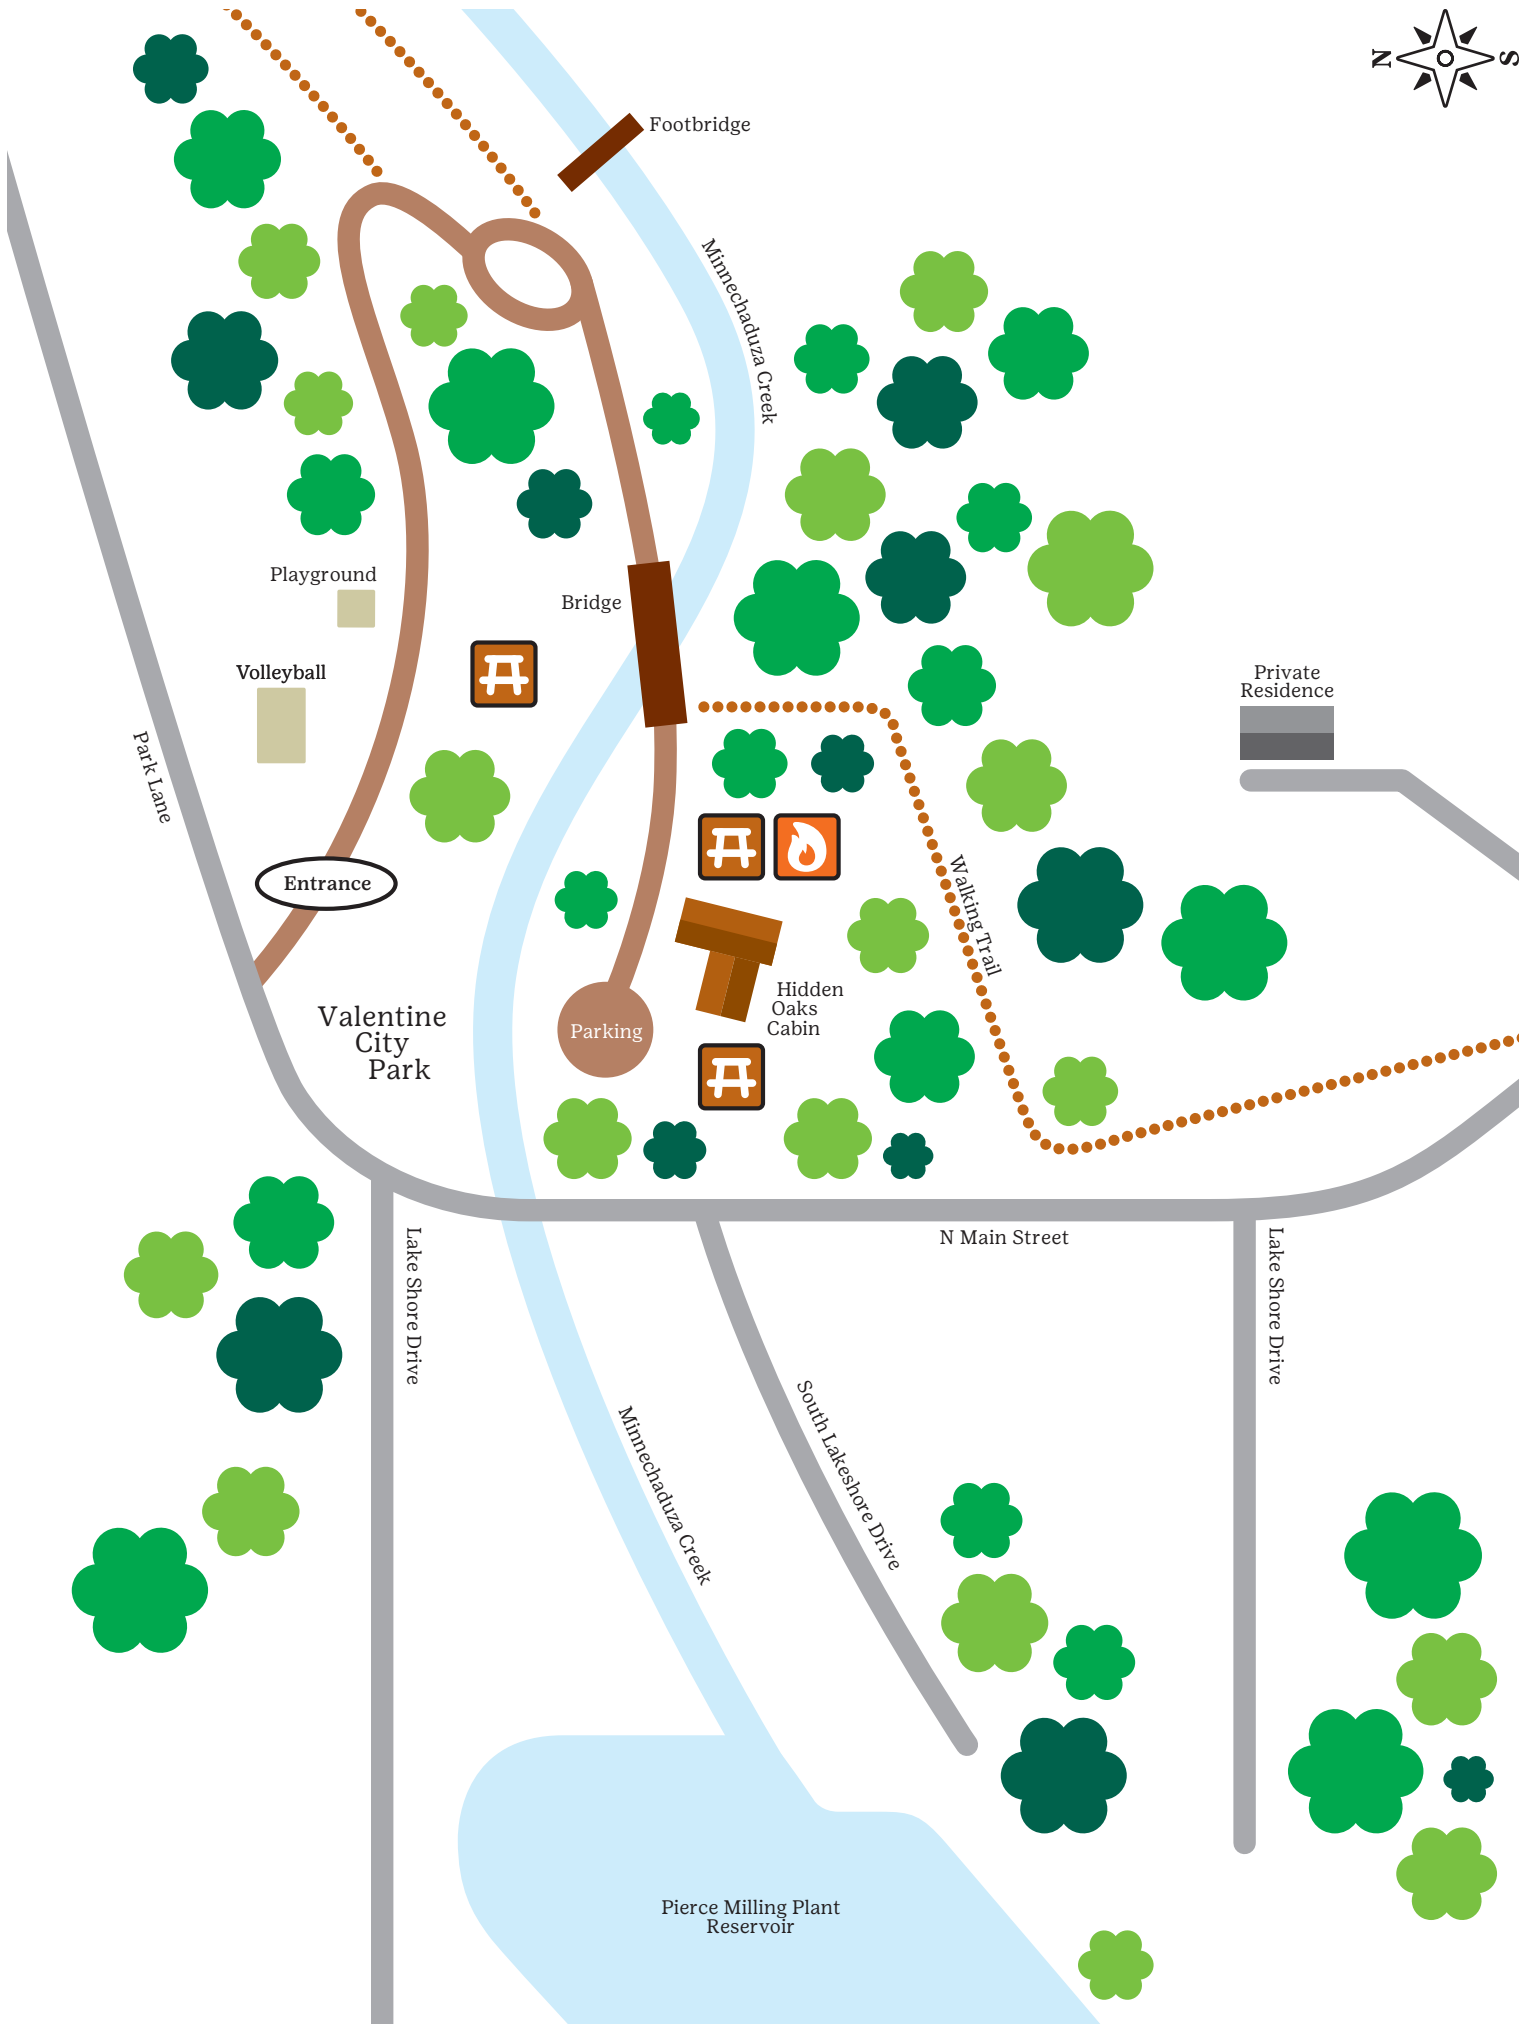 N
S
Footbridge
Minnechaduza Creek
Playground
Bridge
Volleyball
Private
Residence
Park Lane
Walking Trail
Entrance
Hidden
Oaks
Cabin
Valentine
City
Park
Parking
N Main Street
Lake Shore Drive
Lake Shore Drive
South Lakeshore Drive
Minnechaduza Creek
Pierce Milling Plant
Reservoir